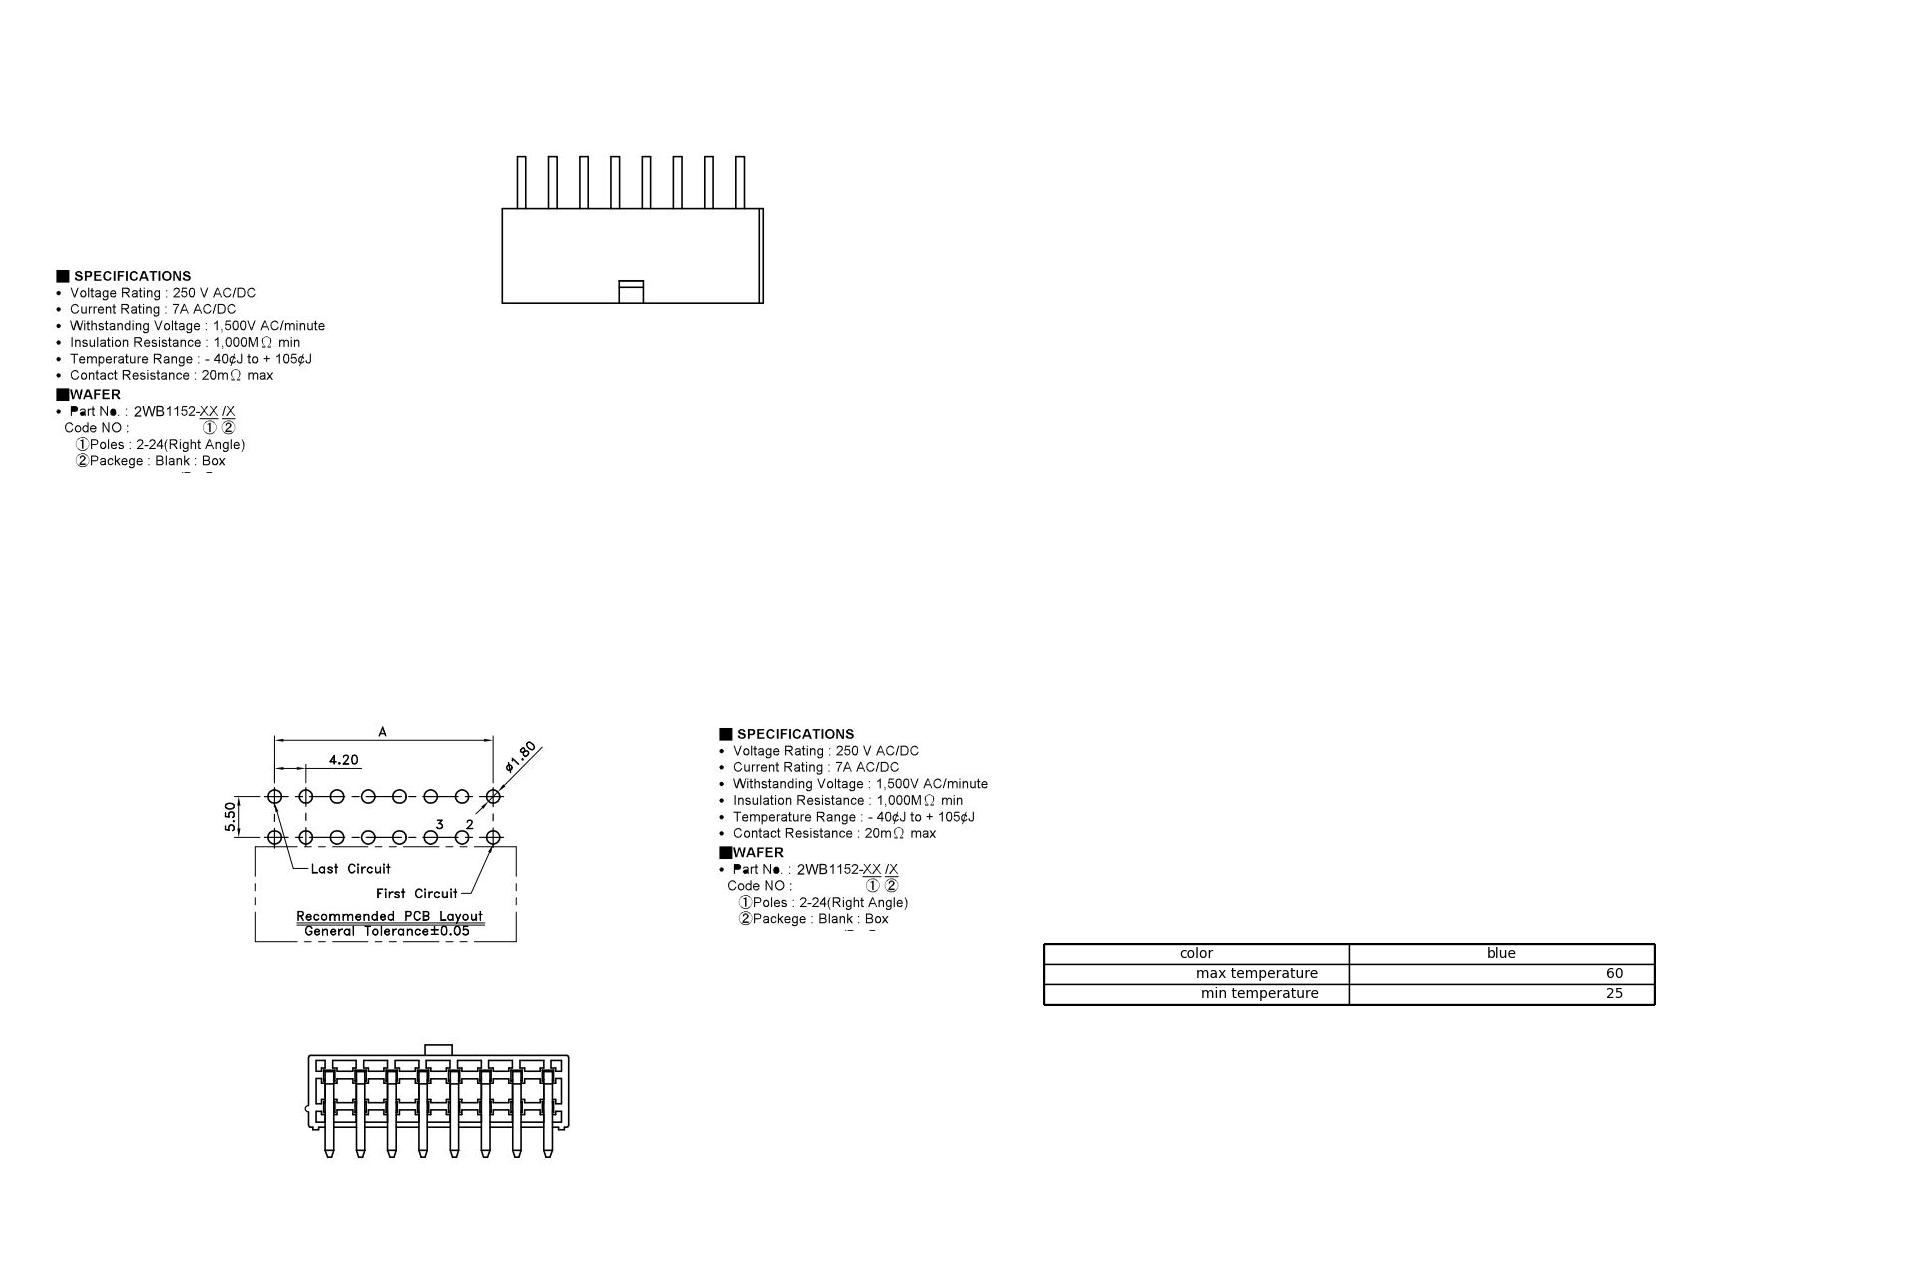 ■ SPECIFICATIONS
• Voltage Rating : 250 V AC/DC
• Current Rating : 7A AC/DC
• Withstanding Voltage : 1,500V AC/minute
• Insulation Resistance : 1,000MΩ min
• Temperature Range : - 40¢J to + 105¢J
• Contact Resistance : 20mΩ max
■WAFER
• Part No. : 2WB1152-XX /X
Code NO : ① ②
①Poles : 2-24(Right Angle)
②Packege : Blank : Box
A
4.20
ø1.80
5.50
3 2
Last Circuit
First Circuit
Recommended PCB Layout
General Tolerance±0.05
■ SPECIFICATIONS
• Voltage Rating : 250 V AC/DC
• Current Rating : 7A AC/DC
• Withstanding Voltage : 1,500V AC/minute
• Insulation Resistance : 1,000MΩ min
• Temperature Range : - 40¢J to + 105¢J
• Contact Resistance : 20mΩ max
■WAFER
• Part No. : 2WB1152-XX /X
Code NO : ① ②
①Poles : 2-24(Right Angle)
②Packege : Blank : Box
color blue
max temperature 60
min temperature 25